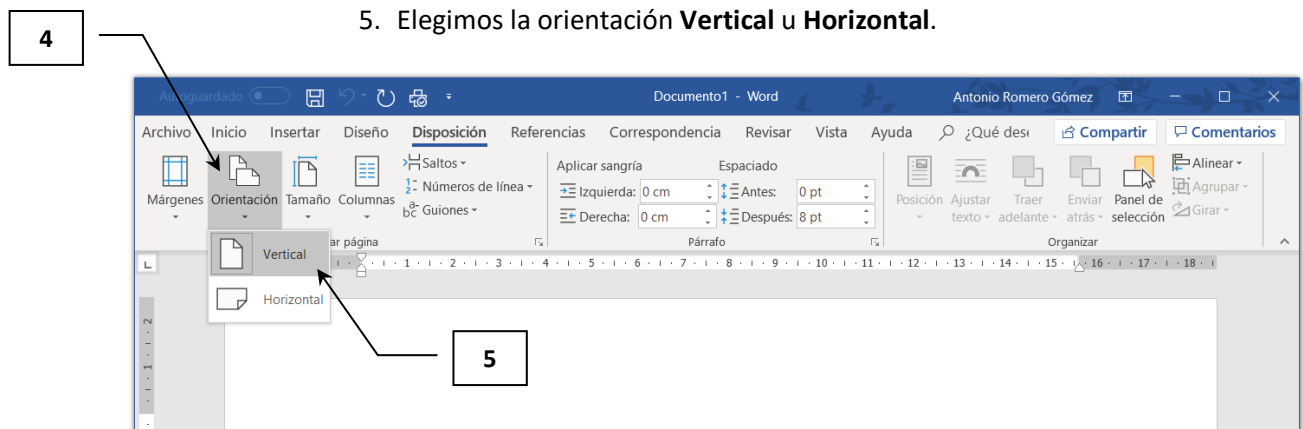 5. Elegimos la orientación Vertical u Horizontal.
4
Autoguardado Documento1 - Word Antonio Romero Gómez
Archivo Inicio Insertar Diseño Disposición Referencias Correspondencia Revisar Vista Ayuda ¿Qué dese Compartir Comentarios
Márgenes Orientación Tamaño Columnas
Saltos
Números de línea
Guiones
Aplicar sangría Espaciado
Izquierda: 0 cm Antes: 0 pt
Derecha: 0 cm Después: 8 pt
Posición Ajustar texto Traer adelante Enviar atrás Panel de selección
Alinear
Agrupar
Girar
ar página Párrafo Organizar
Vertical
Horizontal
1 2 3 4 5 6 7 8 9 10 11 12 13 14 15 16 17 18
2
1
5